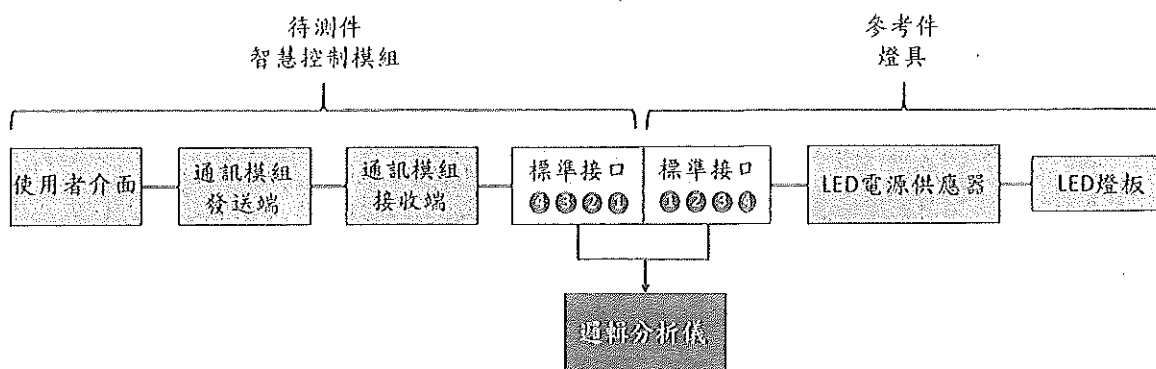 待測件
智慧控制模組
參考件
燈具
使用者介面
通訊模組
發送端
通訊模組
接收端
標準接口
④③②①
標準接口
①②③④
LED電源供應器
LED燈板
邏輯分析儀